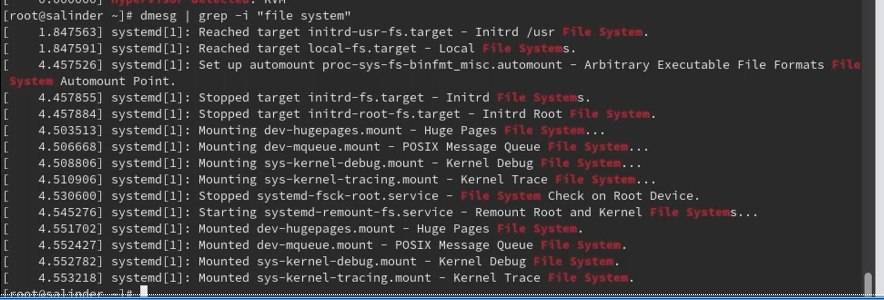 0.000000] Hypervisor detected: KVM
[root@salinder ~]# dmesg | grep -i "file system"
[    1.847563] systemd[1]: Reached target initrd-usr-fs.target - Initrd /usr File System.
[    1.847591] systemd[1]: Reached target local-fs.target - Local File Systems.
[    4.457526] systemd[1]: Set up automount proc-sys-fs-binfmt_misc.automount - Arbitrary Executable File Formats File
System Automount Point.
[    4.457855] systemd[1]: Stopped target initrd-fs.target - Initrd File Systems.
[    4.457884] systemd[1]: Stopped target initrd-root-fs.target - Initrd Root File System.
[    4.503513] systemd[1]: Mounting dev-hugepages.mount - Huge Pages File System...
[    4.506668] systemd[1]: Mounting dev-mqueue.mount - POSIX Message Queue File System...
[    4.508806] systemd[1]: Mounting sys-kernel-debug.mount - Kernel Debug File System...
[    4.510906] systemd[1]: Mounting sys-kernel-tracing.mount - Kernel Trace File System...
[    4.530600] systemd[1]: Stopped systemd-fsck-root.service - File System Check on Root Device.
[    4.545276] systemd[1]: Starting systemd-remount-fs.service - Remount Root and Kernel File Systems...
[    4.551702] systemd[1]: Mounted dev-hugepages.mount - Huge Pages File System.
[    4.552427] systemd[1]: Mounted dev-mqueue.mount - POSIX Message Queue File System.
[    4.552782] systemd[1]: Mounted sys-kernel-debug.mount - Kernel Debug File System.
[    4.553218] systemd[1]: Mounted sys-kernel-tracing.mount - Kernel Trace File System.
[root@salinder ~]#